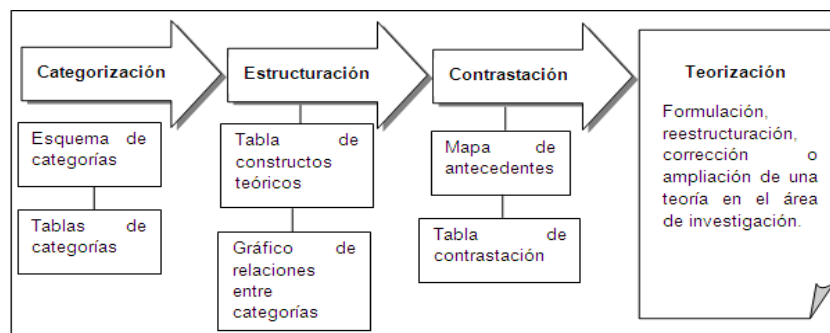 Categorización
Esquema de
categorías
Tablas de
categorías
Estructuración
Tabla de
constructos
teóricos
Gráfico de
relaciones
entre
categorías
Contrastación
Mapa de
antecedentes
Tabla de
contrastación
Teorización
Formulación,
reestructuración,
corrección o
ampliación de una
teoría en el área
de investigación.